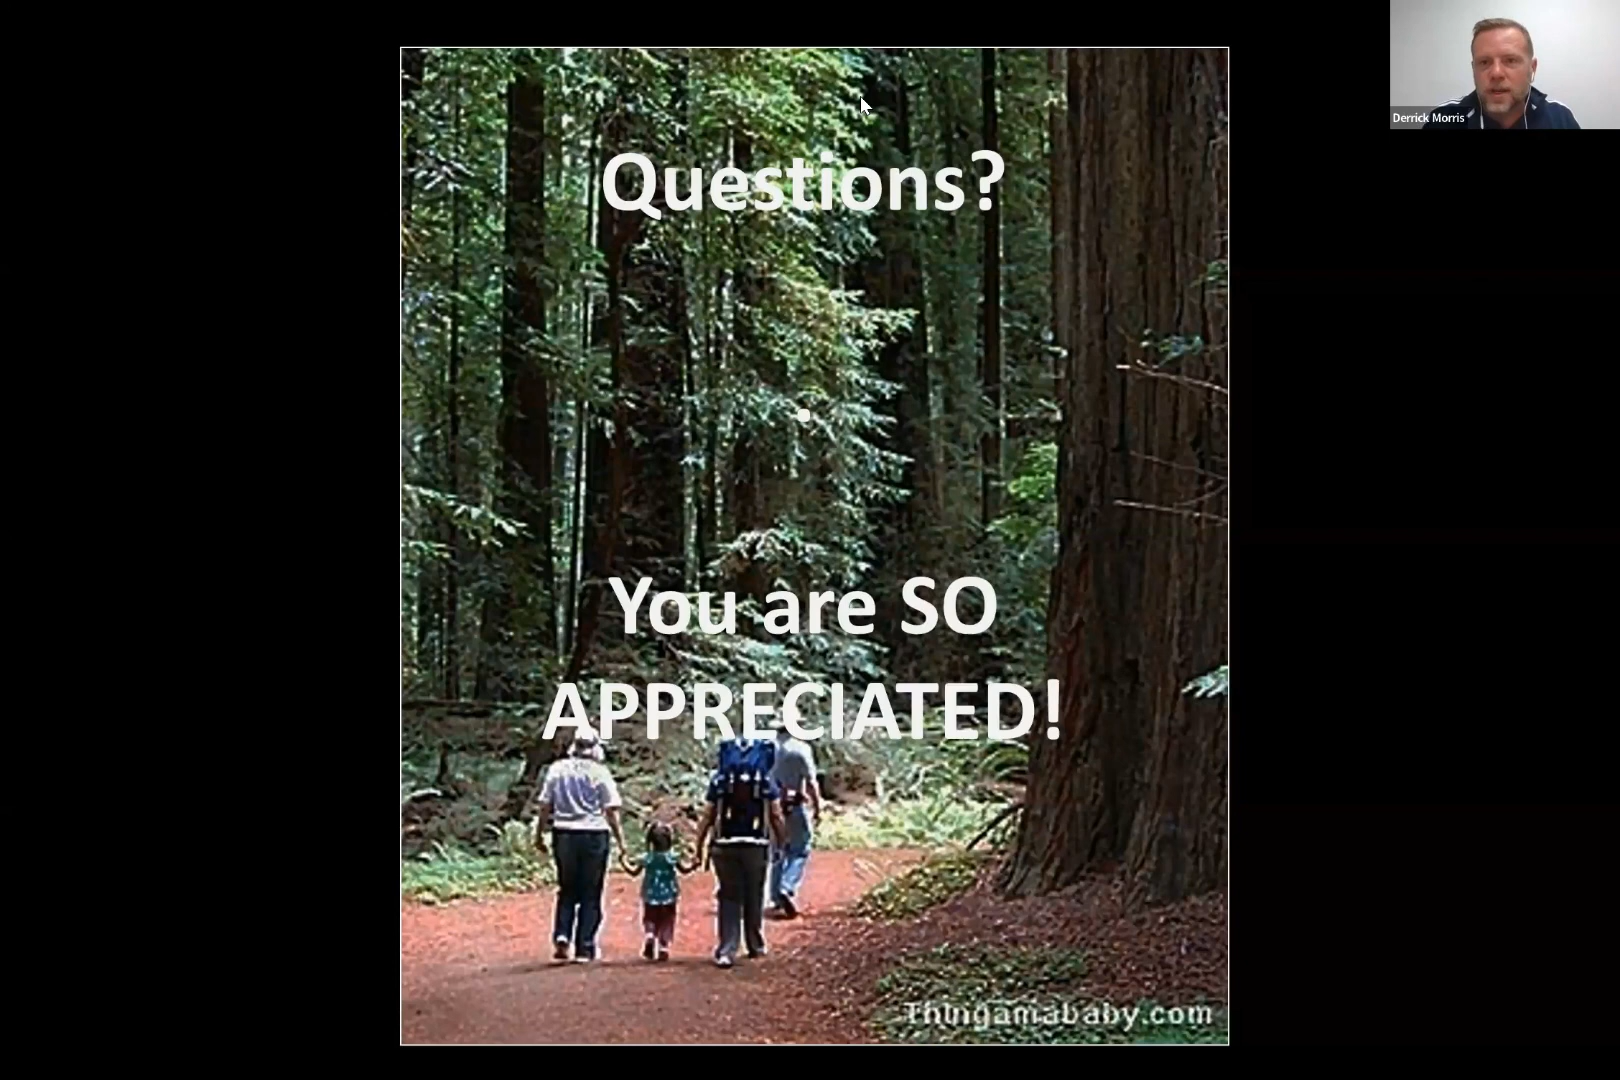 Derrick Morris
Questions?
•
You are SO
APPRECIATED!
Thingamababy.com